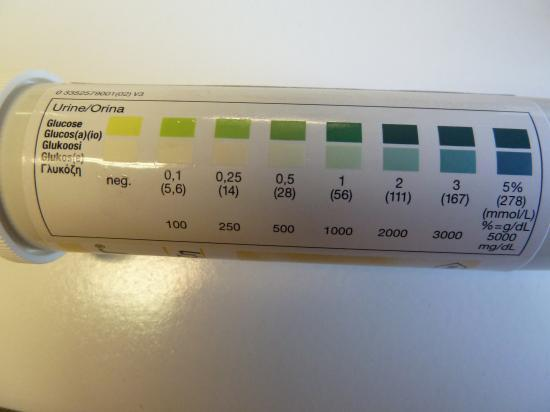 0 3352579001(02) V3
Urine/Orina
Glucose
Glucos(a)(io)
Glukoosi
Glukos(e)
Γλυκόζη
neg. 0,1 0,25 0,5 1 2 3 5%
(5,6) (14) (28) (56) (111) (167) (278)
(mmol/L)
%=g/dL
100 250 500 1000 2000 3000 5000
mg/dL